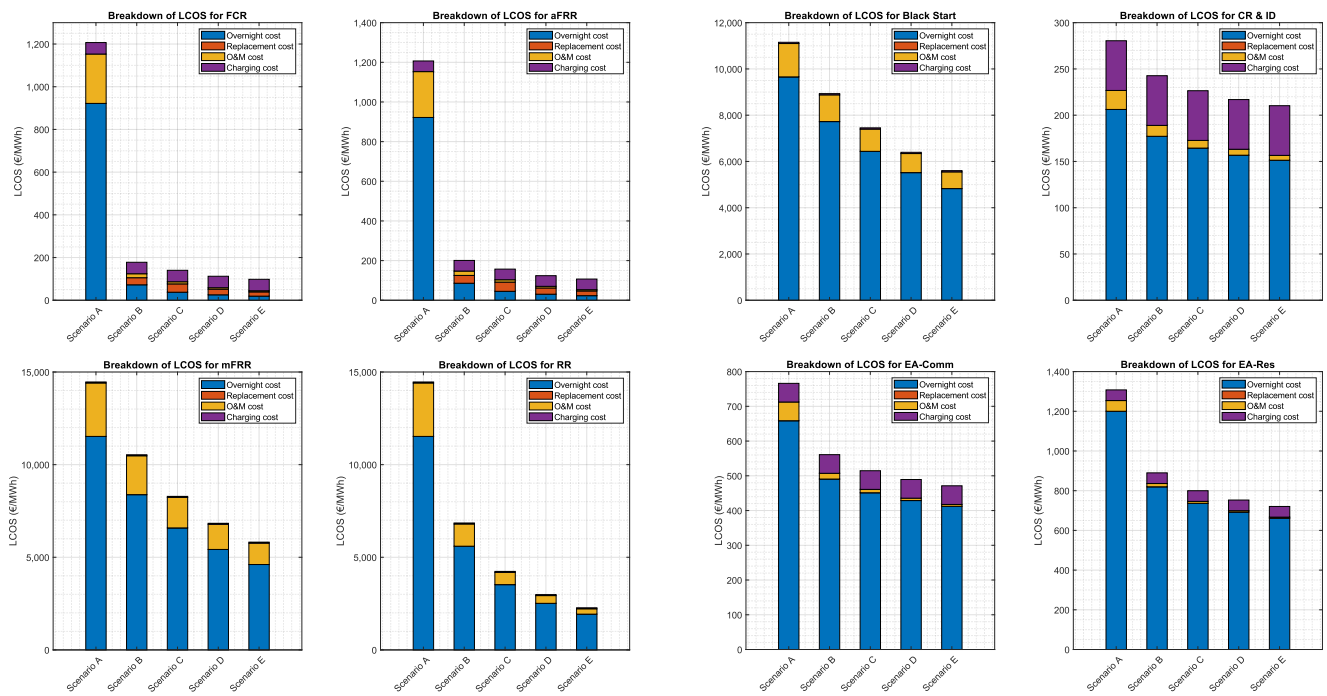 Breakdown of LCOS for FCR
1,200
1,000
800
600
400
200
0
LCOS (€/MWh)
Overnight cost
Replacement cost
O&M cost
Charging cost
Scenario A
Scenario B
Scenario C
Scenario D
Scenario E
Breakdown of LCOS for aFRR
1,400
1,200
1,000
800
600
400
200
0
LCOS (€/MWh)
Overnight cost
Replacement cost
O&M cost
Charging cost
Scenario A
Scenario B
Scenario C
Scenario D
Scenario E
Breakdown of LCOS for Black Start
12,000
10,000
8,000
6,000
4,000
2,000
0
LCOS (€/MWh)
Overnight cost
Replacement cost
O&M cost
Charging cost
Scenario A
Scenario B
Scenario C
Scenario D
Scenario E
Breakdown of LCOS for CR & ID
300
250
200
150
100
50
0
LCOS (€/MWh)
Overnight cost
Replacement cost
O&M cost
Charging cost
Scenario A
Scenario B
Scenario C
Scenario D
Scenario E
Breakdown of LCOS for mFRR
15,000
10,000
5,000
0
LCOS (€/MWh)
Overnight cost
Replacement cost
O&M cost
Charging cost
Scenario A
Scenario B
Scenario C
Scenario D
Scenario E
Breakdown of LCOS for RR
15,000
10,000
5,000
0
LCOS (€/MWh)
Overnight cost
Replacement cost
O&M cost
Charging cost
Scenario A
Scenario B
Scenario C
Scenario D
Scenario E
Breakdown of LCOS for EA-Comm
800
700
600
500
400
300
200
100
0
LCOS (€/MWh)
Overnight cost
Replacement cost
O&M cost
Charging cost
Scenario A
Scenario B
Scenario C
Scenario D
Scenario E
Breakdown of LCOS for EA-Res
1,400
1,200
1,000
800
600
400
200
0
LCOS (€/MWh)
Overnight cost
Replacement cost
O&M cost
Charging cost
Scenario A
Scenario B
Scenario C
Scenario D
Scenario E